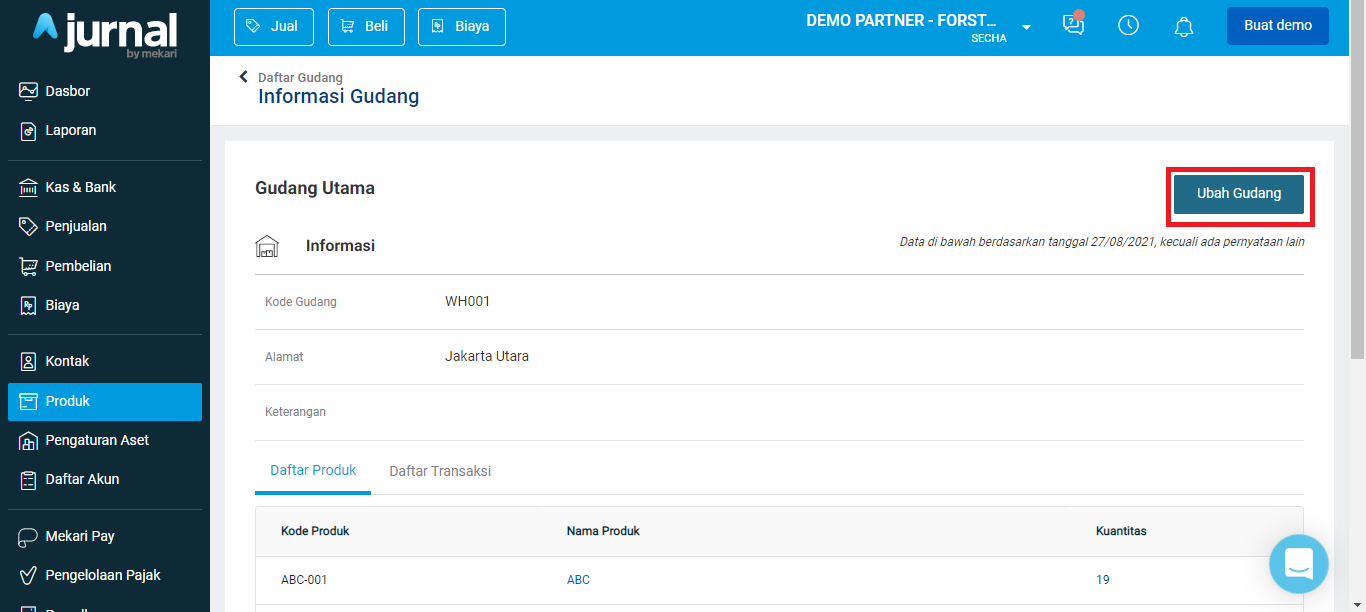 jurnal
by mekari
Jual
Beli
Biaya
DEMO PARTNER - FORST...
SECHA
Buat demo
Dasbor
Laporan
Kas & Bank
Penjualan
Pembelian
Biaya
Kontak
Produk
Pengaturan Aset
Daftar Akun
Mekari Pay
Pengelolaan Pajak
Daftar Gudang
Informasi Gudang
Gudang Utama
Ubah Gudang
Informasi
Data di bawah berdasarkan tanggal 27/08/2021, kecuali ada pernyataan lain
Kode Gudang WH001
Alamat Jakarta Utara
Keterangan
Daftar Produk Daftar Transaksi
Kode Produk Nama Produk Kuantitas
ABC-001 ABC 19